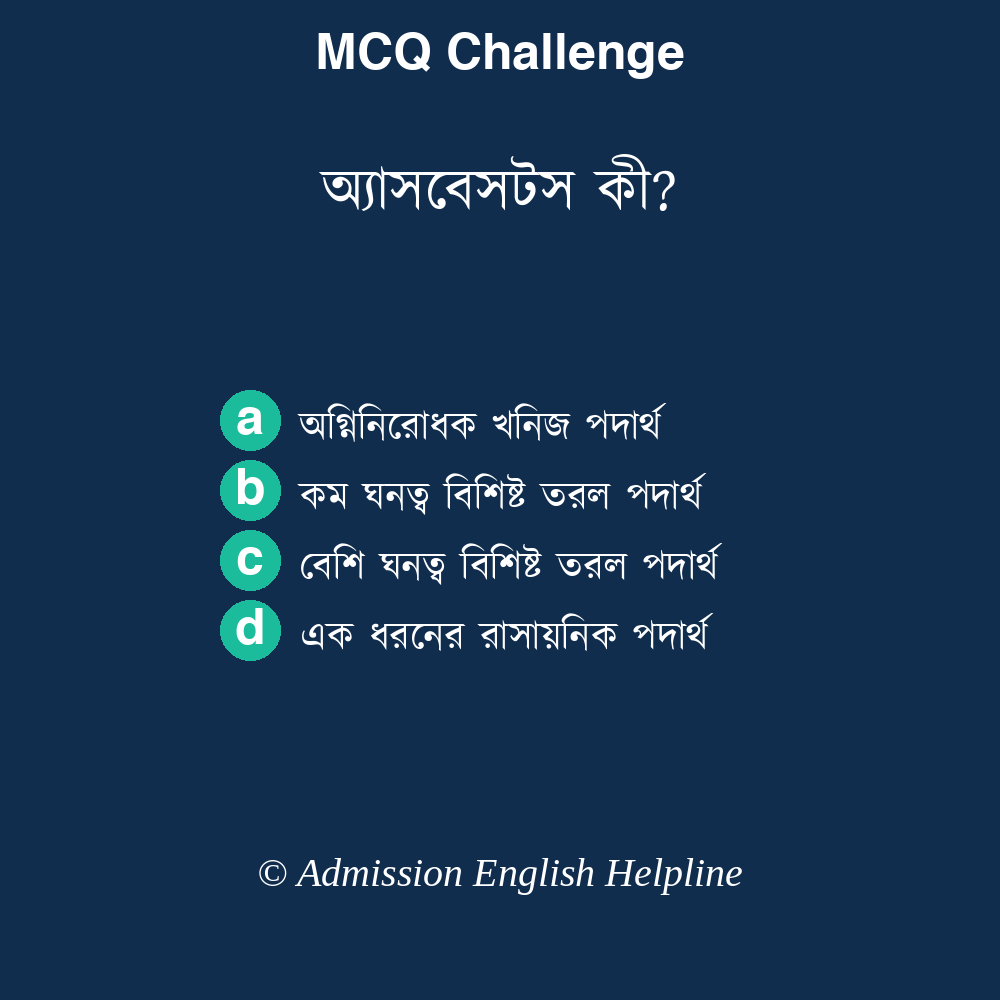 MCQ Challenge
অ্যাসবেসটস কী?
a অগ্নিনিরোধক খনিজ পদার্থ
b কম ঘনত্ব বিশিষ্ট তরল পদার্থ
c বেশি ঘনত্ব বিশিষ্ট তরল পদার্থ
d এক ধরনের রাসায়নিক পদার্থ
© Admission English Helpline